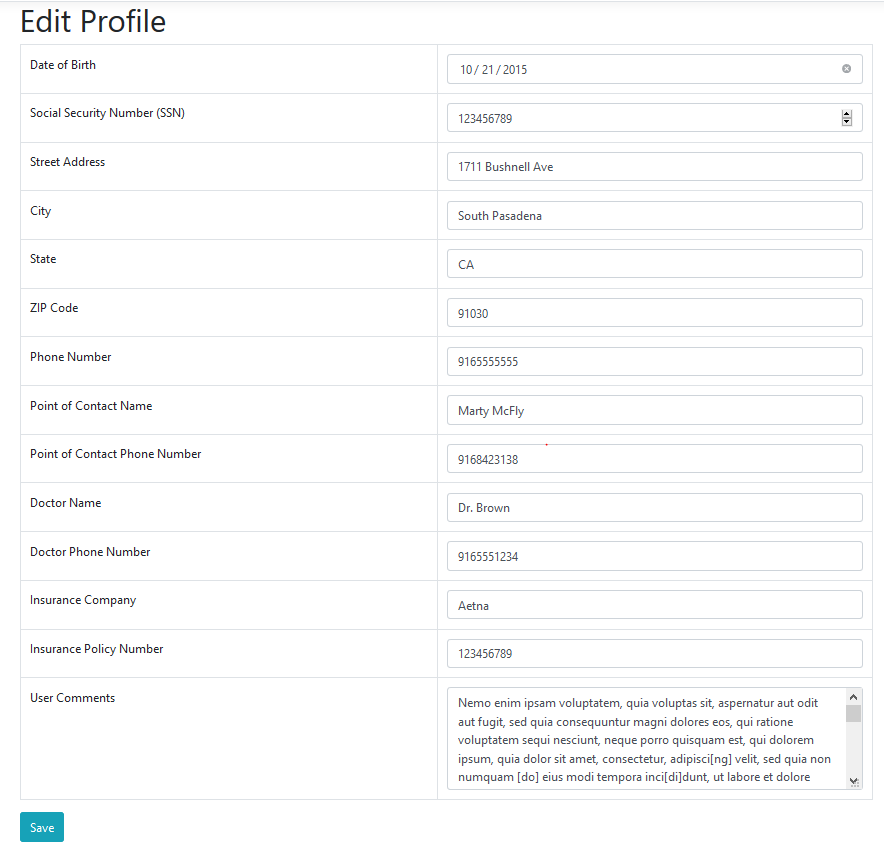 Edit Profile
Date of Birth
10 / 21 / 2015
Social Security Number (SSN)
123456789
Street Address
1711 Bushnell Ave
City
South Pasadena
State
CA
ZIP Code
91030
Phone Number
9165555555
Point of Contact Name
Marty McFly
Point of Contact Phone Number
9168423138
Doctor Name
Dr. Brown
Doctor Phone Number
9165551234
Insurance Company
Aetna
Insurance Policy Number
123456789
User Comments
Nemo enim ipsam voluptatem, quia voluptas sit, aspernatur aut odit
aut fugit, sed quia consequuntur magni dolores eos, qui ratione
voluptatem sequi nesciunt, neque porro quisquam est, qui dolorem
ipsum, quia dolor sit amet, consectetur, adipisci[ng] velit, sed quia non
numquam [do] eius modi tempora inci[di]dunt, ut labore et dolore
Save